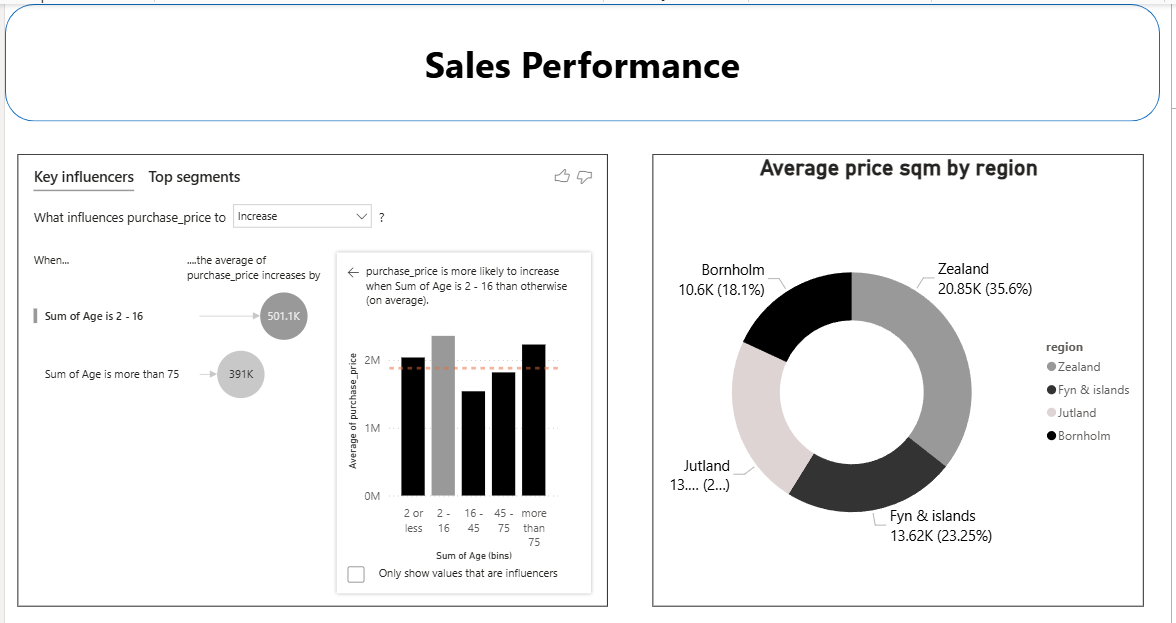 Sales Performance
Key influencers Top segments
What influences purchase_price to Increase ?
When...
....the average of
purchase_price increases by
Sum of Age is 2 - 16
501.1K
Sum of Age is more than 75
391K
purchase_price is more likely to increase
when Sum of Age is 2 - 16 than otherwise
(on average).
Average of purchase_price
2M
1M
0M
2 or less
2 - 16
16 - 45
45 - 75
more than 75
Sum of Age (bins)
Only show values that are influencers
Average price sqm by region
Bornholm
10.6K (18.1%)
Zealand
20.85K (35.6%)
Jutland
13.... (2...)
Fyn & islands
13.62K (23.25%)
region
Zealand
Fyn & islands
Jutland
Bornholm